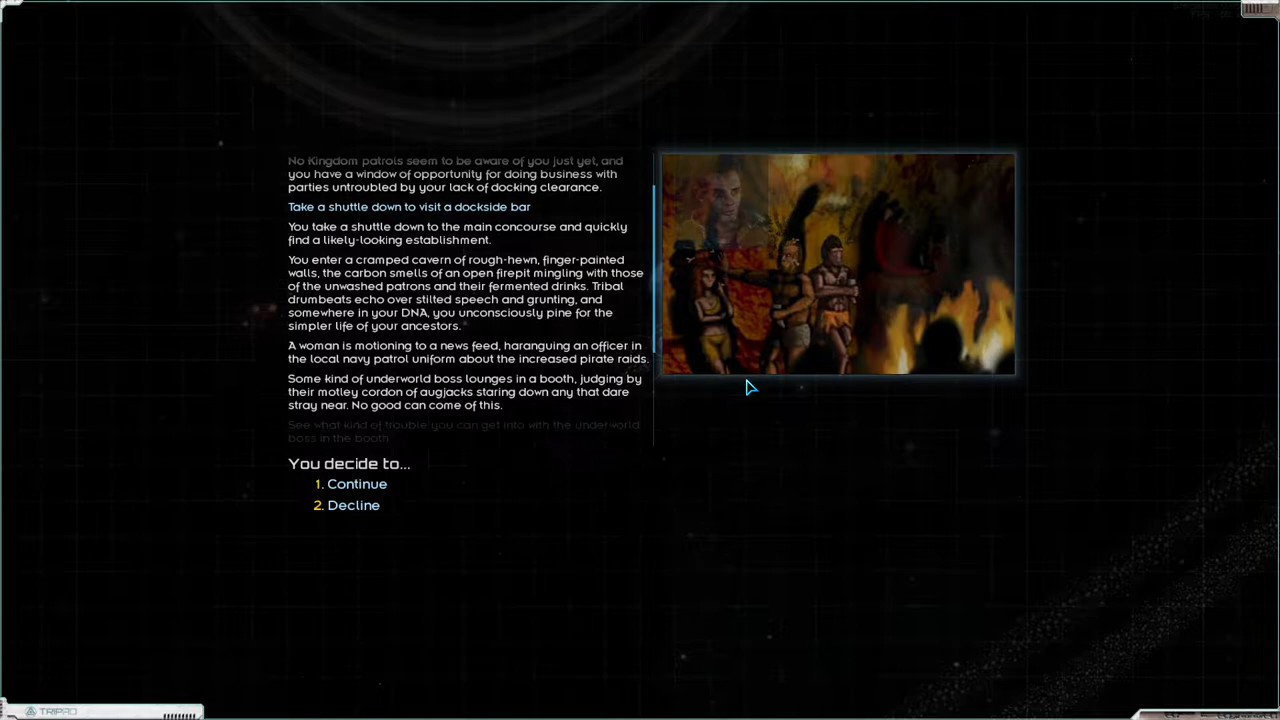 No Kingdom patrols seem to be aware of you just yet, and
you have a window of opportunity for doing business with
parties untroubled by your lack of docking clearance.
Take a shuttle down to visit a dockside bar
You take a shuttle down to the main concourse and quickly
find a likely-looking establishment.
You enter a cramped cavern of rough-hewn, finger-painted
walls, the carbon smells of an open firepit mingling with those
of the unwashed patrons and their fermented drinks. Tribal
drumbeats echo over stilted speech and grunting, and
somewhere in your DNA, you unconsciously pine for the
simpler life of your ancestors.
A woman is motioning to a news feed, haranguing an officer in
the local navy patrol uniform about the increased pirate raids.
Some kind of underworld boss lounges in a booth, judging by
their motley cordon of augjacks staring down any that dare
stray near. No good can come of this.
See what kind of trouble you can get into with the underworld
boss in the booth
You decide to...
1. Continue
2. Decline
TRIPAD